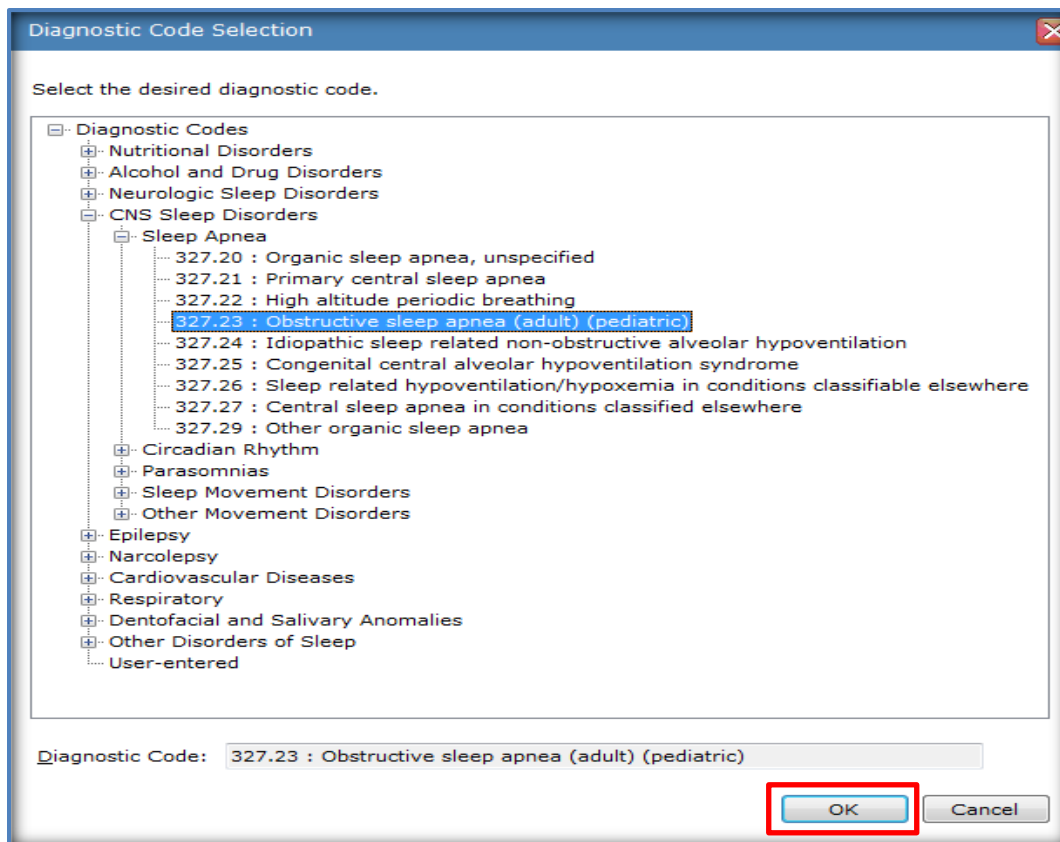 Diagnostic Code Selection
Select the desired diagnostic code.
Diagnostic Codes
Nutritional Disorders
Alcohol and Drug Disorders
Neurologic Sleep Disorders
CNS Sleep Disorders
Sleep Apnea
327.20 : Organic sleep apnea, unspecified
327.21 : Primary central sleep apnea
327.22 : High altitude periodic breathing
327.23 : Obstructive sleep apnea (adult) (pediatric)
327.24 : Idiopathic sleep related non-obstructive alveolar hypoventilation
327.25 : Congenital central alveolar hypoventilation syndrome
327.26 : Sleep related hypoventilation/hypoxemia in conditions classifiable elsewhere
327.27 : Central sleep apnea in conditions classified elsewhere
327.29 : Other organic sleep apnea
Circadian Rhythm
Parasomnias
Sleep Movement Disorders
Other Movement Disorders
Epilepsy
Narcolepsy
Cardiovascular Diseases
Respiratory
Dentofacial and Salivary Anomalies
Other Disorders of Sleep
User-entered
Diagnostic Code: 327.23 : Obstructive sleep apnea (adult) (pediatric)
OK Cancel